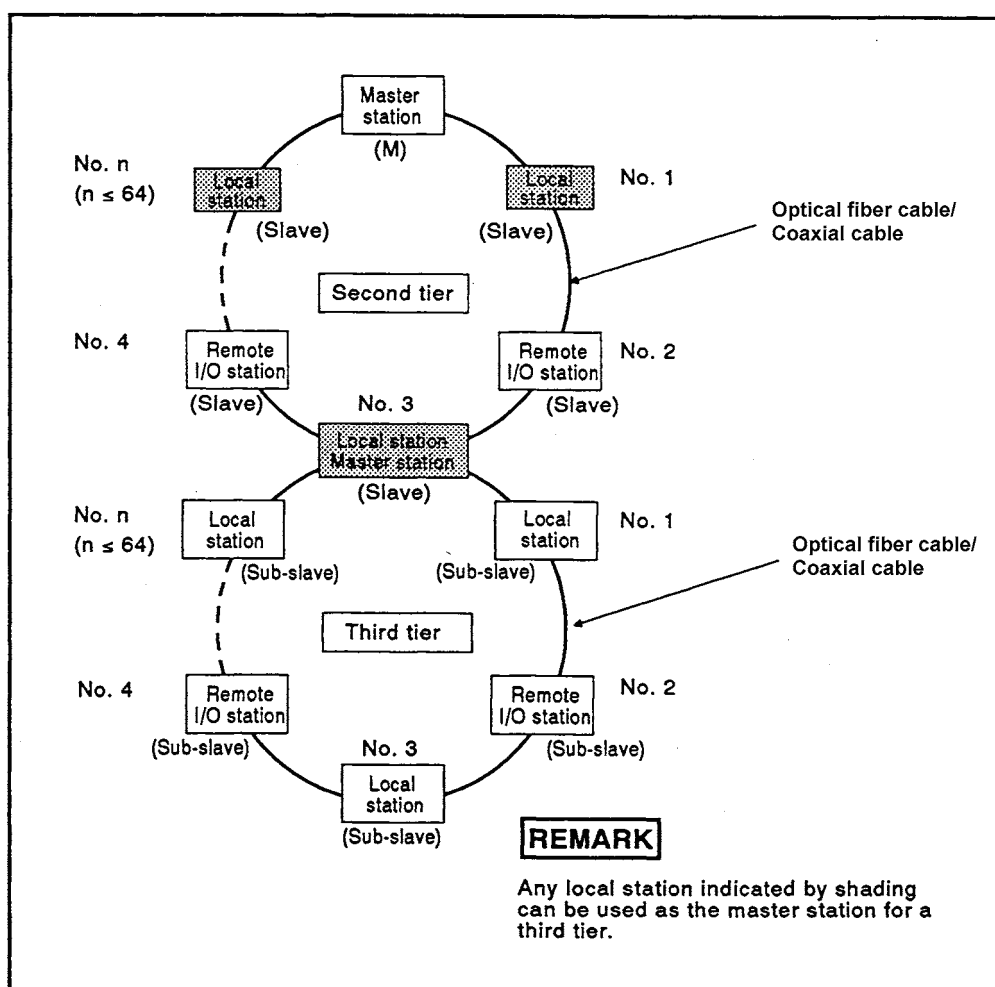 Master
station
(M)
No. n
(n ≤ 64)
Local
station
(Slave)
Local
station
(Slave)
No. 1
Optical fiber cable/
Coaxial cable
Second tier
No. 4
Remote
I/O station
(Slave)
Remote
I/O station
(Slave)
No. 2
No. 3
Local station
Master station
(Slave)
No. n
(n ≤ 64)
Local
station
(Sub-slave)
Local
station
(Sub-slave)
No. 1
Optical fiber cable/
Coaxial cable
Third tier
No. 4
Remote
I/O station
(Sub-slave)
Remote
I/O station
(Sub-slave)
No. 2
No. 3
Local
station
(Sub-slave)
REMARK
Any local station indicated by shading
can be used as the master station for a
third tier.